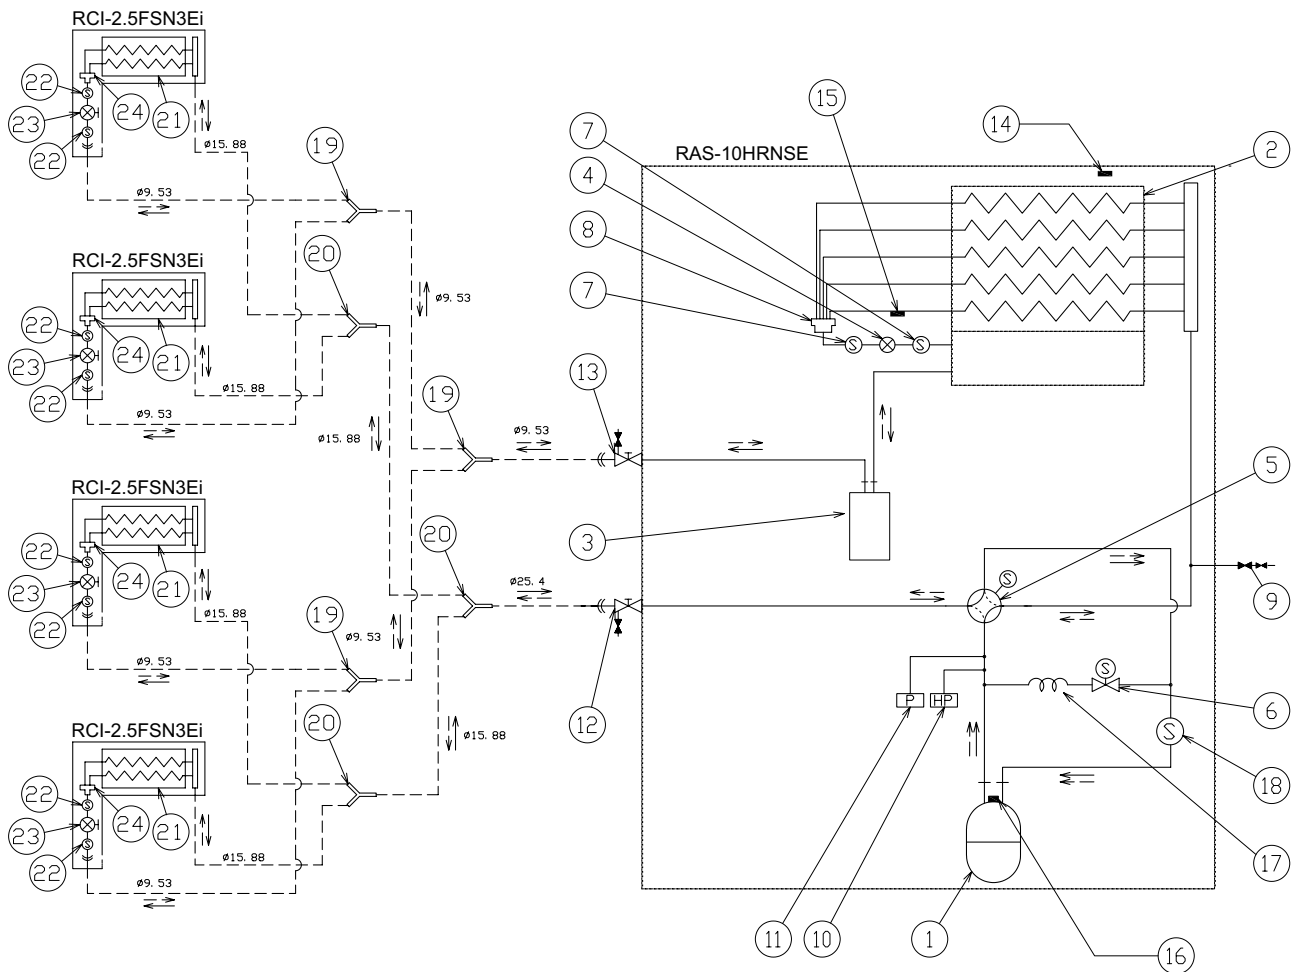 RCI-2.5FSN3Ei
22
23
22
24
21
ø15.88
ø9.53
19
RCI-2.5FSN3Ei
20
22
23
22
24
21
ø15.88
ø9.53
ø9.53
ø15.88
19
ø9.53
13
RCI-2.5FSN3Ei
22
23
22
24
21
ø15.88
ø9.53
19
ø9.53
20
ø25.4
12
RCI-2.5FSN3Ei
20
22
23
22
24
21
ø15.88
ø9.53
ø15.88
RAS-10HRNSE
7
4
8
7
15
14
2
3
5
9
6
18
17
P
HP
11
10
1
16
S
S
S
S
S
S
S
S
S
S
S
S
S